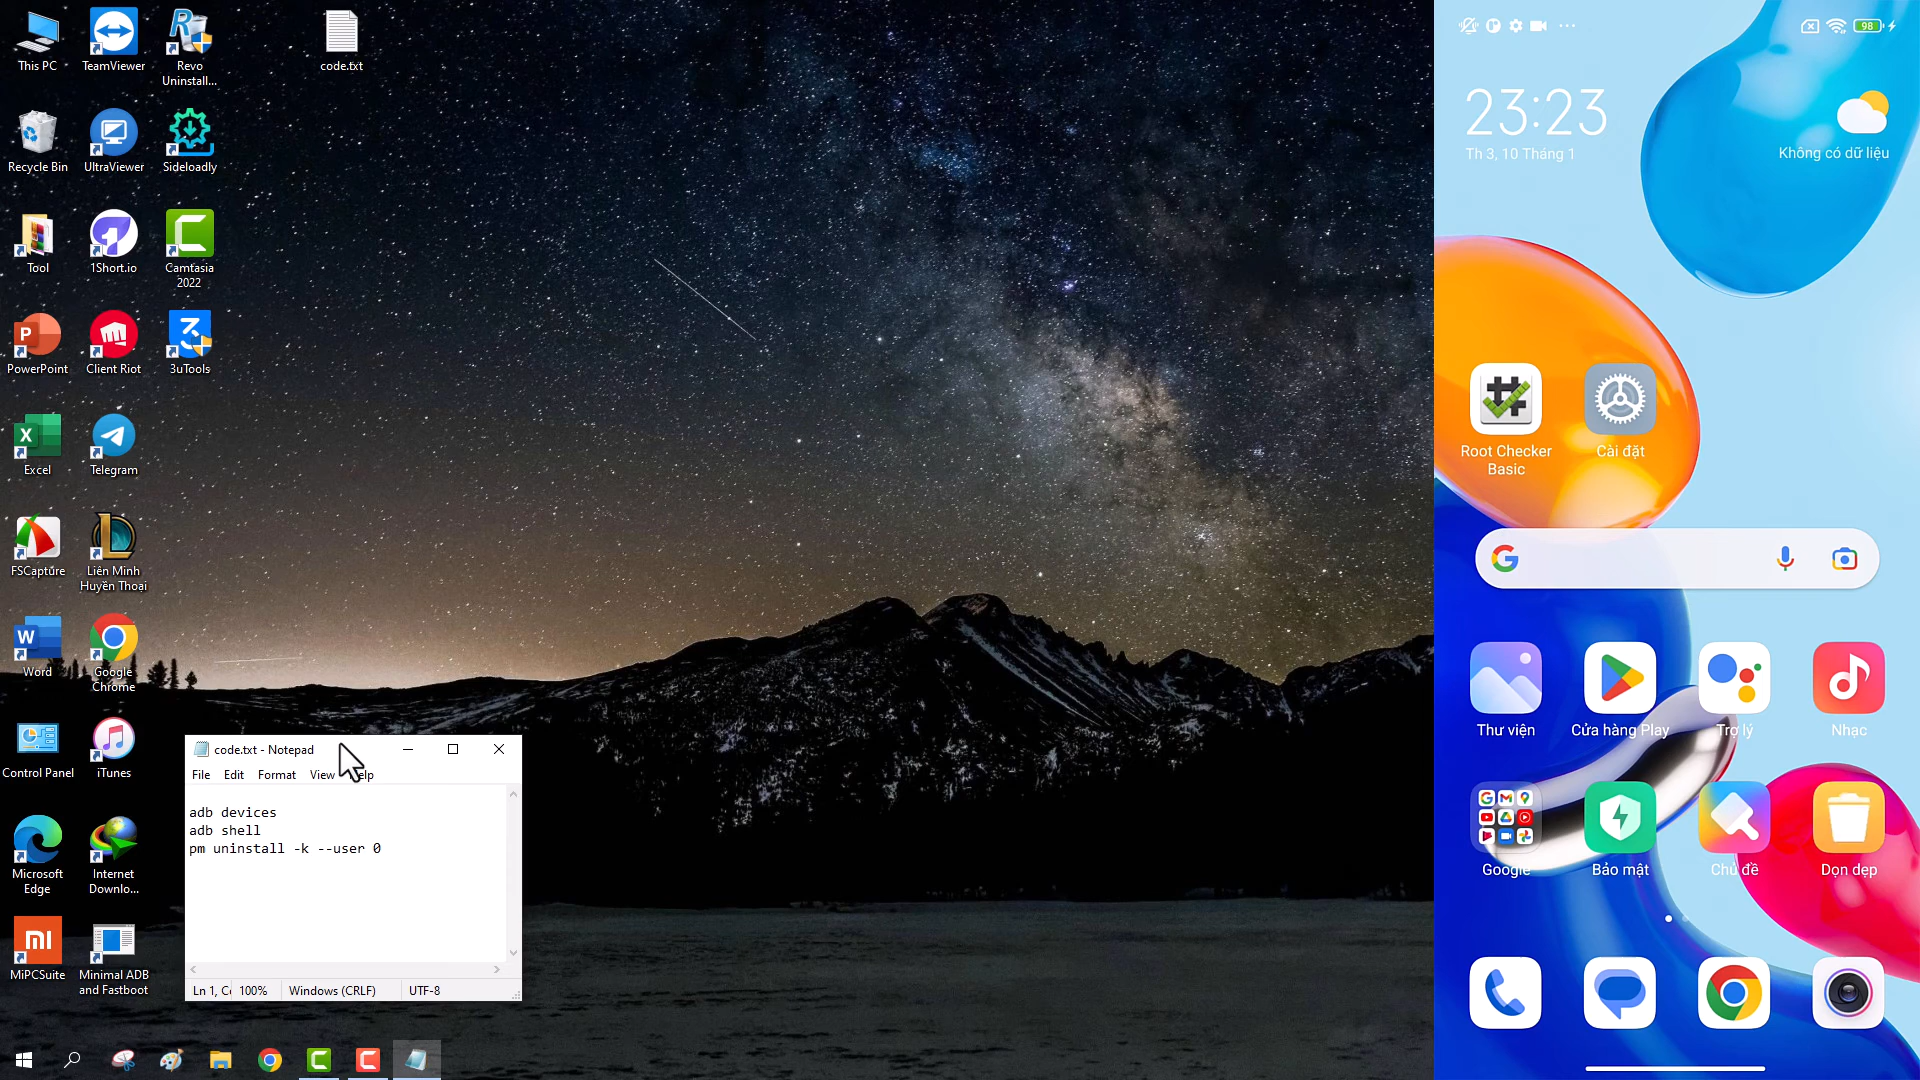 This PC
TeamViewer
Revo
Uninstall...
code.txt
Recycle Bin
UltraViewer
Sideloadly
Tool
1Short.io
Camtasia
2022
PowerPoint
Client Riot
3uTools
Excel
Telegram
FSCapture
Liên Minh
Huyền Thoại
Word
Google
Chrome
Control Panel
iTunes
Microsoft
Edge
Internet
Downlo...
MiPCSuite
Minimal ADB
and Fastboot
code.txt - Notepad
File Edit Format View
adb devices
adb shell
pm uninstall -k --user 0
Ln 1, 100% Windows (CRLF) UTF-8
98
23:23
Th 3, 10 Tháng 1
Không có dữ liệu
Root Checker
Basic
Cài đặt
Thư viện
Cửa hàng Play
Trợ lý
Nhạc
Google
Bảo mật
Chủ đề
Dọn dẹp